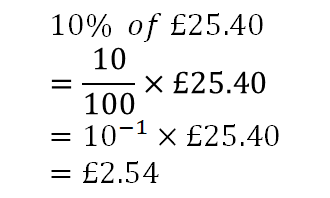 10% of £25.40
= 10/100 × £25.40
= 10⁻¹ × £25.40
= £2.54